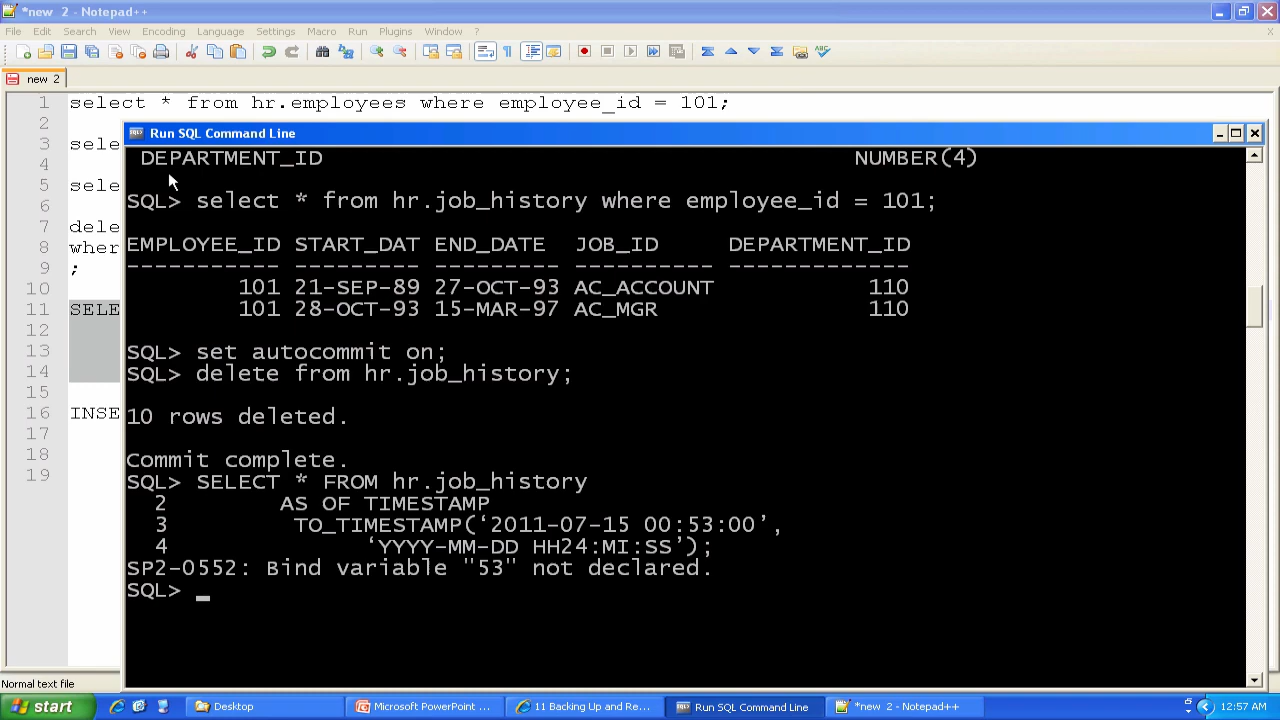 *new  2 - Notepad++
File Edit Search View Encoding Language Settings Macro Run Plugins Window ?
X
new 2
1 select * from hr.employees where employee_id = 101;
2
3 sele
4
5 sele
6
7 dele
8 wher
9 ;
10
11 SELE
12
13
14
15
16 INSE
17
18
19
Run SQL Command Line
DEPARTMENT_ID NUMBER(4)
SQL> select * from hr.job_history where employee_id = 101;
EMPLOYEE_ID START_DAT END_DATE JOB_ID DEPARTMENT_ID
----------- --------- --------- ---------- -------------
101 21-SEP-89 27-OCT-93 AC_ACCOUNT 110
101 28-OCT-93 15-MAR-97 AC_MGR 110
SQL> set autocommit on;
SQL> delete from hr.job_history;
10 rows deleted.
Commit complete.
SQL> SELECT * FROM hr.job_history
2 AS OF TIMESTAMP
3 TO_TIMESTAMP(‘2011-07-15 00:53:00’,
4 ‘YYYY-MM-DD HH24:MI:SS’);
SP2-0552: Bind variable "53" not declared.
SQL> _
Normal text file
start
Desktop
Microsoft PowerPoint ...
11 Backing Up and Re...
Run SQL Command Line
*new  2 - Notepad++
12:57 AM